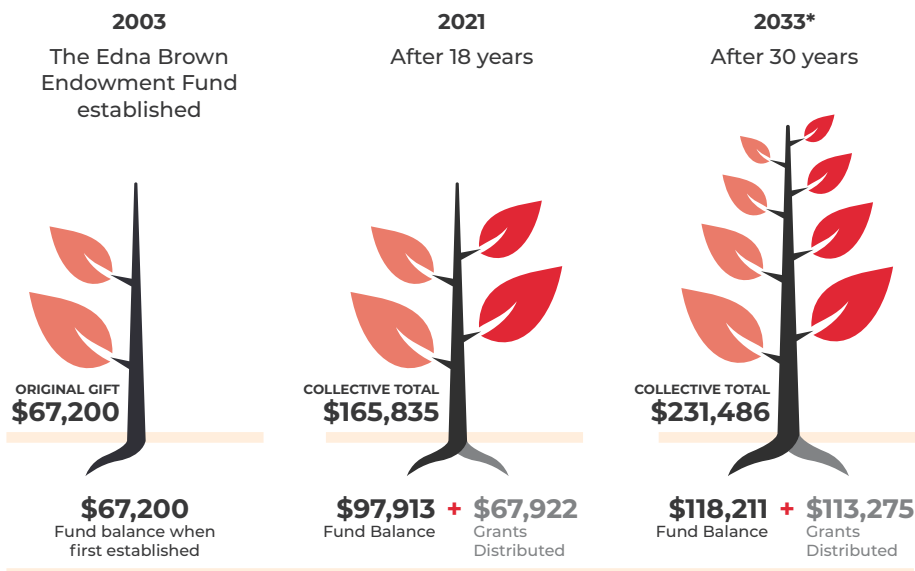 2003
The Edna Brown
Endowment Fund
established
ORIGINAL GIFT
$67,200
$67,200
Fund balance when
first established
2021
After 18 years
COLLECTIVE TOTAL
$165,835
$97,913 + $67,922
Fund Balance Grants
Distributed
2033*
After 30 years
COLLECTIVE TOTAL
$231,486
$118,211 + $113,275
Fund Balance Grants
Distributed